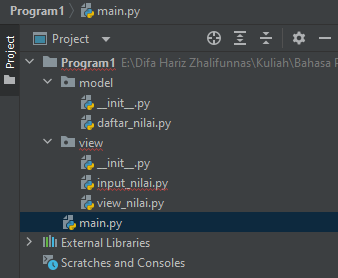 Program1 main.py
Project
Project
Program1 E:\Difa Hariz Zhalifunnas\Kuliah\Bahasa
model
__init__.py
daftar_nilai.py
view
__init__.py
input_nilai.py
view_nilai.py
main.py
External Libraries
Scratches and Consoles